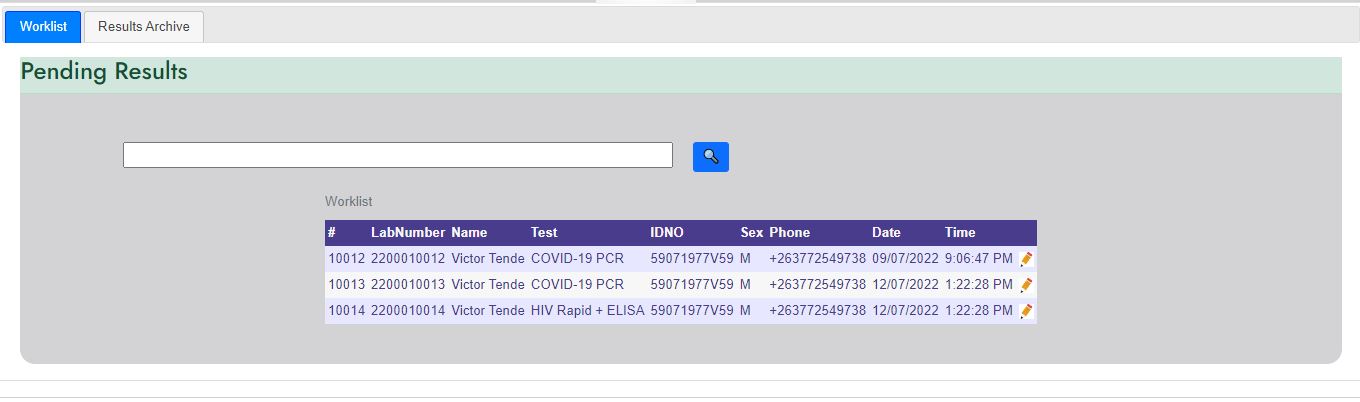 Worklist Results Archive
Pending Results
Worklist
# LabNumber Name Test IDNO Sex Phone Date Time
10012 2200010012 Victor Tende COVID-19 PCR 59071977V59 M +263772549738 09/07/2022 9:06:47 PM
10013 2200010013 Victor Tende COVID-19 PCR 59071977V59 M +263772549738 12/07/2022 1:22:28 PM
10014 2200010014 Victor Tende HIV Rapid + ELISA 59071977V59 M +263772549738 12/07/2022 1:22:28 PM